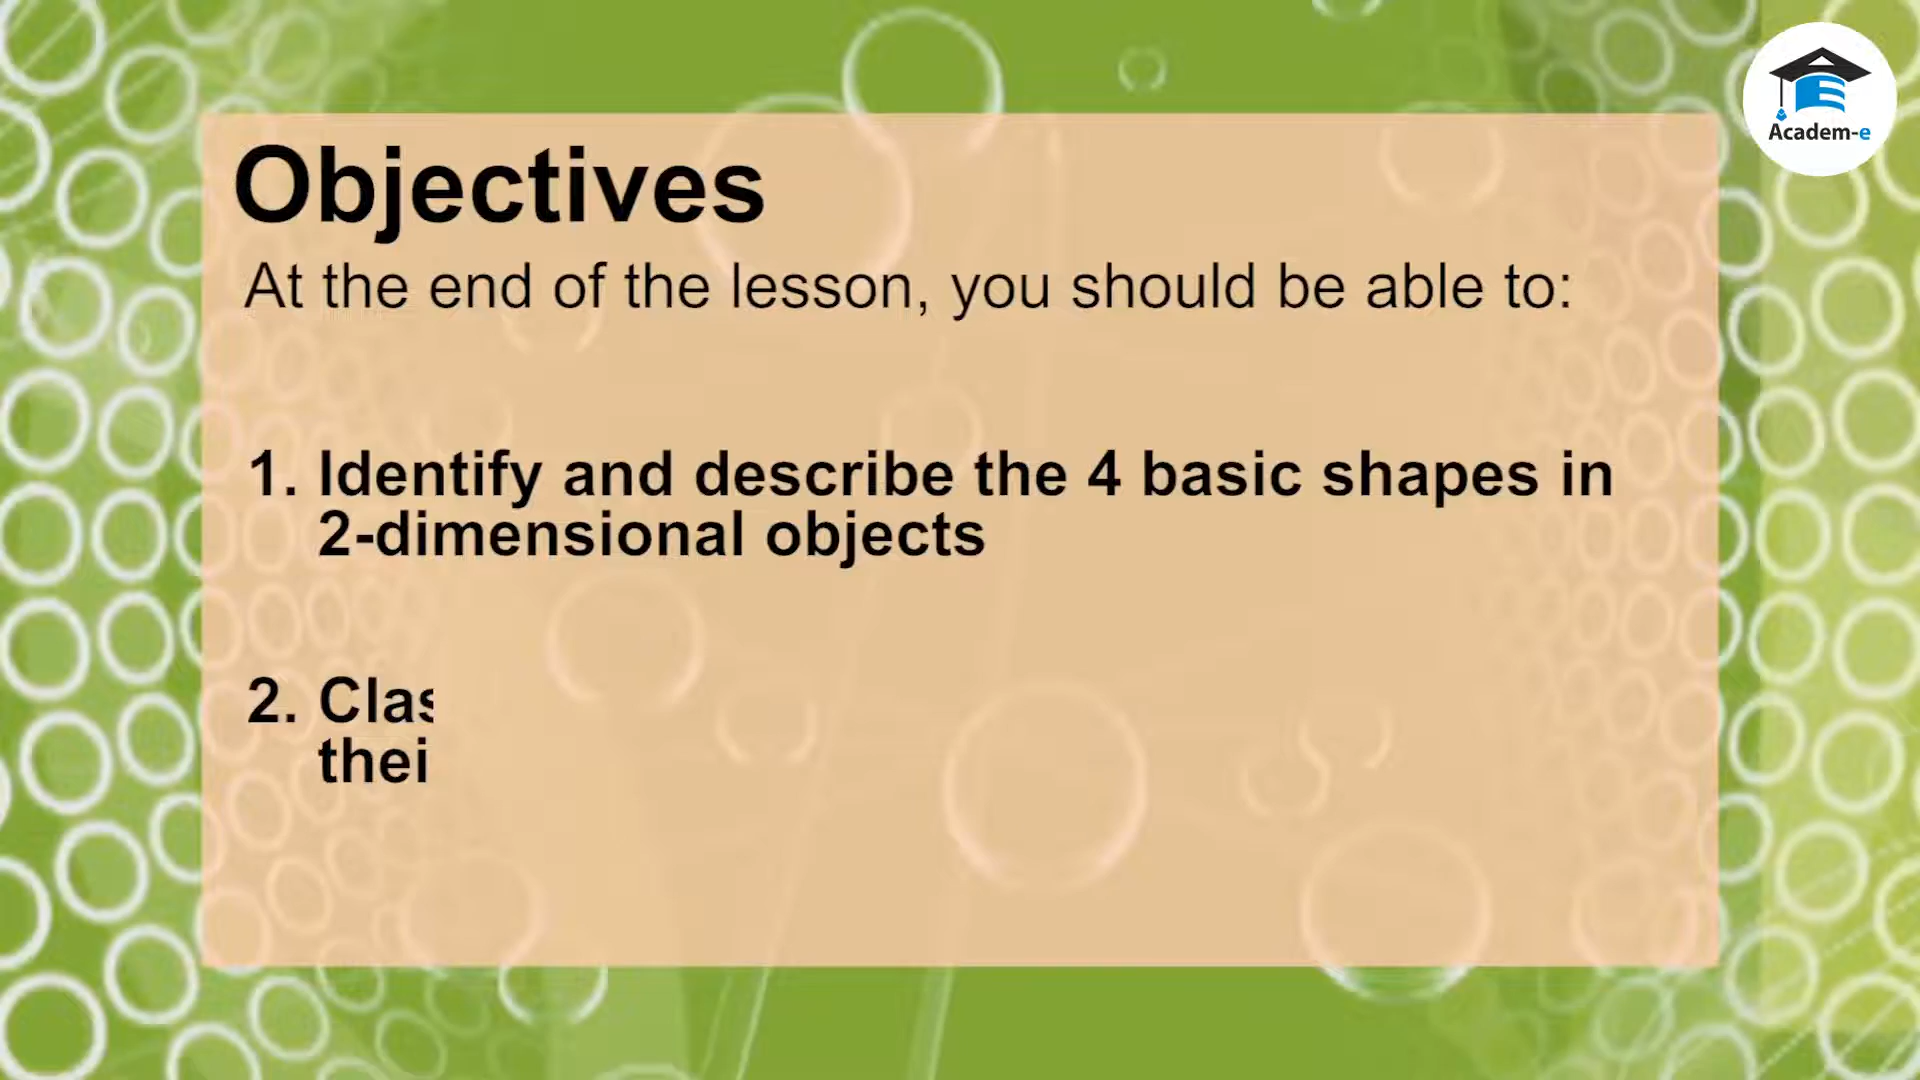 Academ-e
Objectives
At the end of the lesson, you should be able to:
1. Identify and describe the 4 basic shapes in
2-dimensional objects
2. Clas
thei